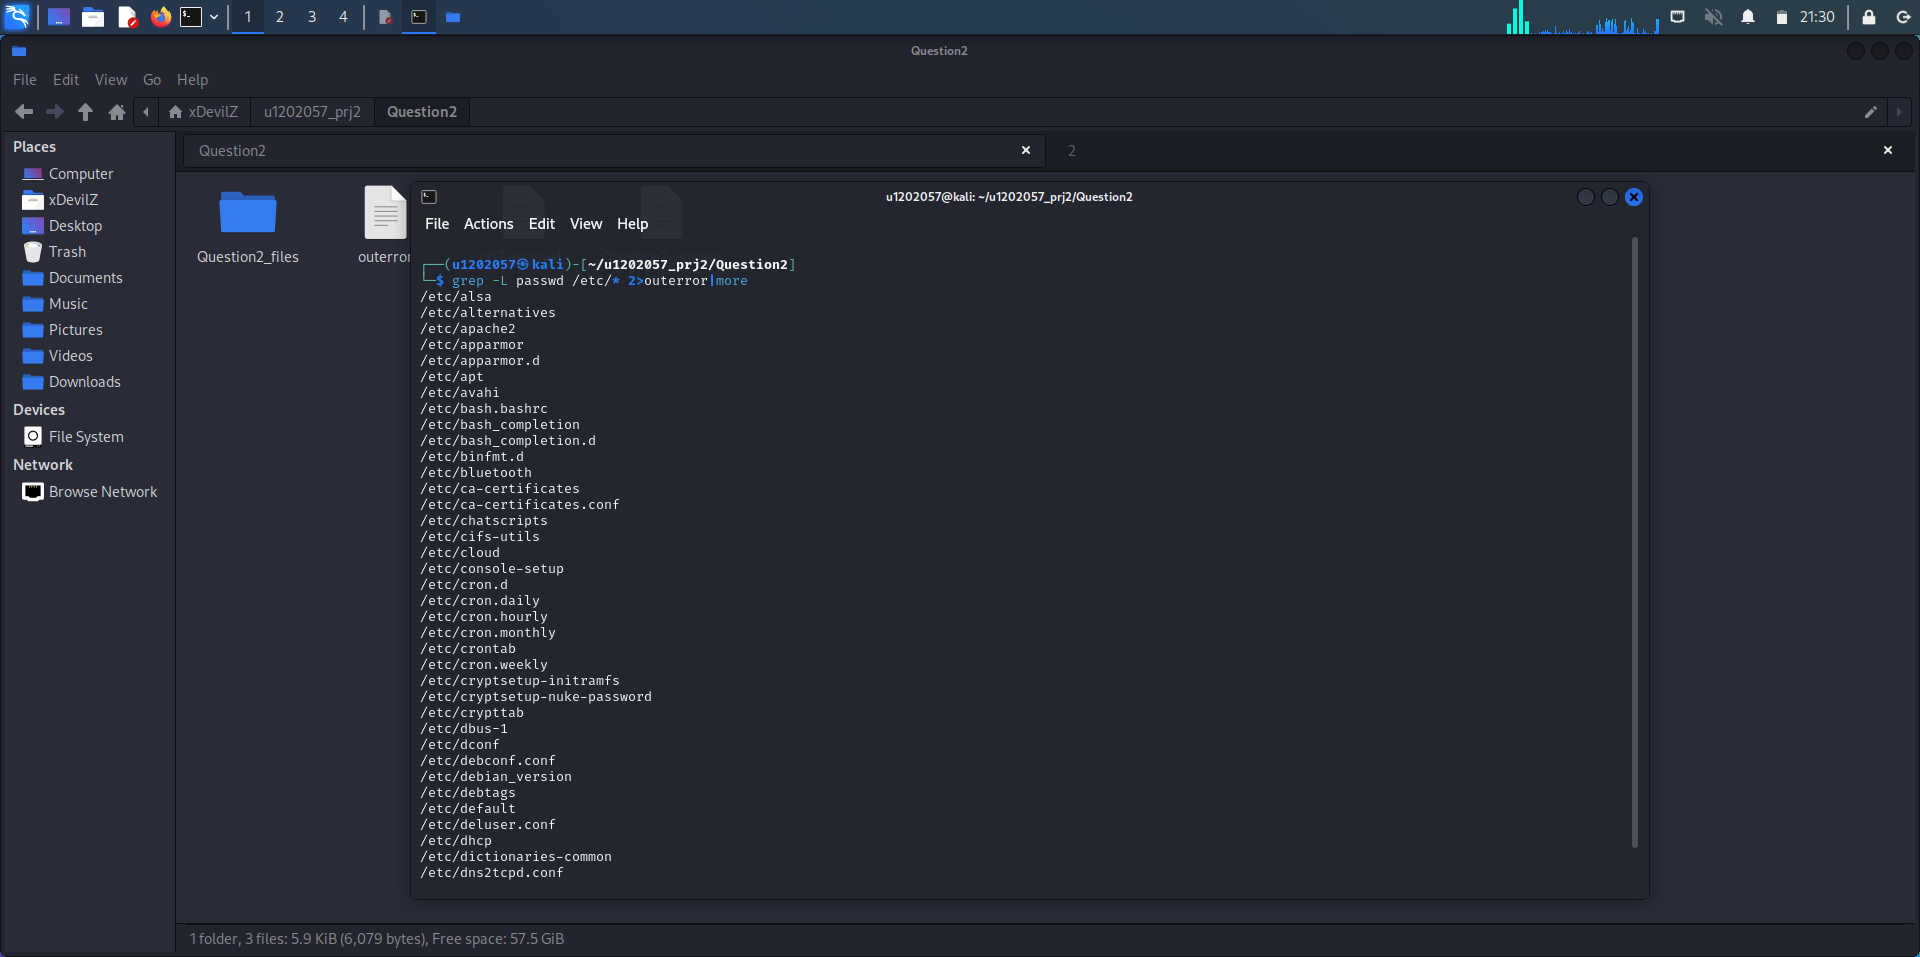 1 2 3 4
21:30
Question2
File Edit View Go Help
xDevilZ u1202057_prj2 Question2
Places
Computer
xDevilZ
Desktop
Trash
Documents
Music
Pictures
Videos
Downloads
Devices
File System
Network
Browse Network
Question2
2
Question2_files
outerror
u1202057@kali: ~/u1202057_prj2/Question2
File Actions Edit View Help
┌──(u1202057㉿kali)-[~/u1202057_prj2/Question2]
└─$ grep -L passwd /etc/* 2>outerror|more
/etc/alsa
/etc/alternatives
/etc/apache2
/etc/apparmor
/etc/apparmor.d
/etc/apt
/etc/avahi
/etc/bash.bashrc
/etc/bash_completion
/etc/bash_completion.d
/etc/binfmt.d
/etc/bluetooth
/etc/ca-certificates
/etc/ca-certificates.conf
/etc/chatscripts
/etc/cifs-utils
/etc/cloud
/etc/console-setup
/etc/cron.d
/etc/cron.daily
/etc/cron.hourly
/etc/cron.monthly
/etc/crontab
/etc/cron.weekly
/etc/cryptsetup-initramfs
/etc/cryptsetup-nuke-password
/etc/crypttab
/etc/dbus-1
/etc/dconf
/etc/debconf.conf
/etc/debian_version
/etc/debtags
/etc/default
/etc/deluser.conf
/etc/dhcp
/etc/dictionaries-common
/etc/dns2tcpd.conf
1 folder, 3 files: 5.9 KiB (6,079 bytes), Free space: 57.5 GiB